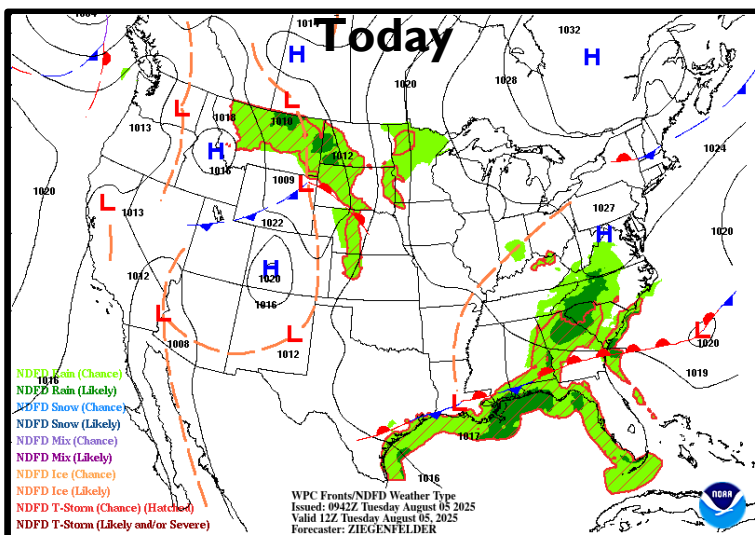 Today
1004
1014
H
1032
H
1020
1028
L
L
1018
1010
1013
1012
1024
H
1016
1009
L
L
1013
1027
H
1020
1022
1020
H
1020
1012
1016
L
1008
L
1012
L
1020
1019
1016
L
1017
1016
NDFD Rain (Chance)
NDFD Rain (Likely)
NDFD Snow (Chance)
NDFD Snow (Likely)
NDFD Mix (Chance)
NDFD Mix (Likely)
NDFD Ice (Chance)
NDFD Ice (Likely)
NDFD T-Storm (Chance) (Hatched)
NDFD T-Storm (Likely and/or Severe)
WPC Fronts/NDFD Weather Type
Issued: 0942Z Tuesday August 05 2025
Valid 12Z Tuesday August 05, 2025
Forecaster: ZIEGENFELDER
NOAA